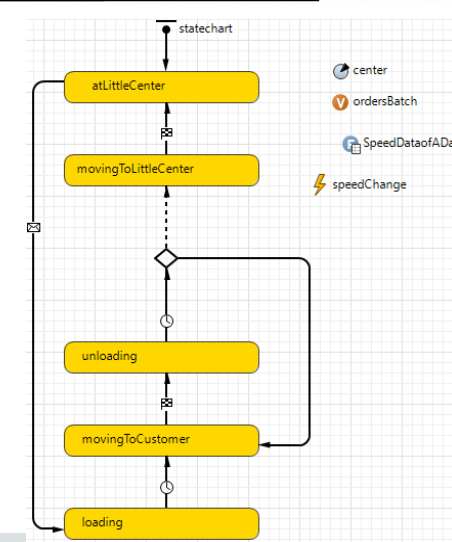 statechart
atLittleCenter
center
V ordersBatch
SpeedDataofADa
movingToLittleCenter
speedChange
unloading
movingToCustomer
loading